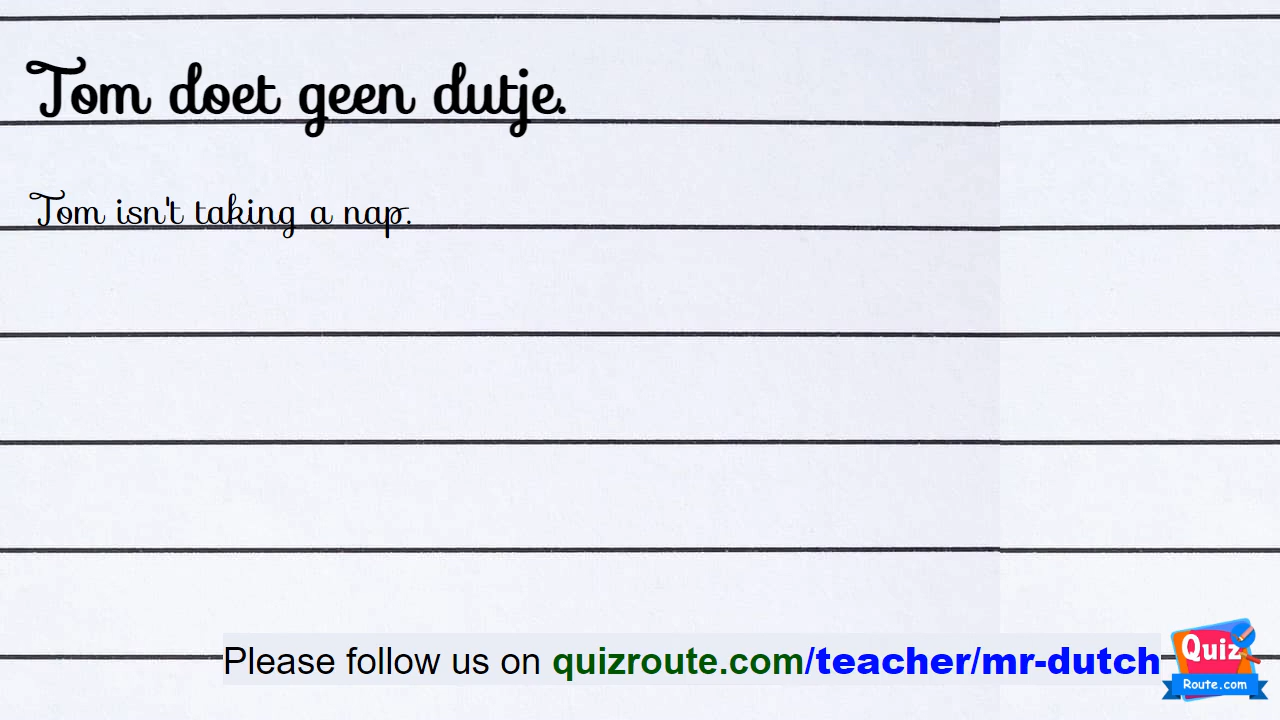 Tom doet geen dutje.
Tom isn't taking a nap.
Please follow us on quizroute.com/teacher/mr-dutch
Quiz
Route.com